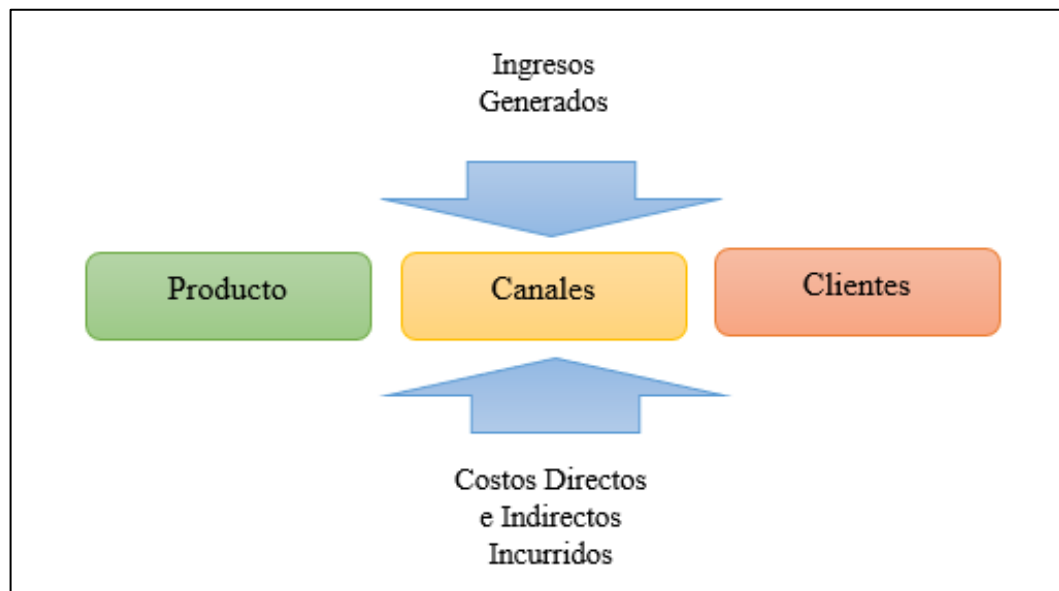 Ingresos
Generados
Producto
Canales
Clientes
Costos Directos
e Indirectos
Incurridos